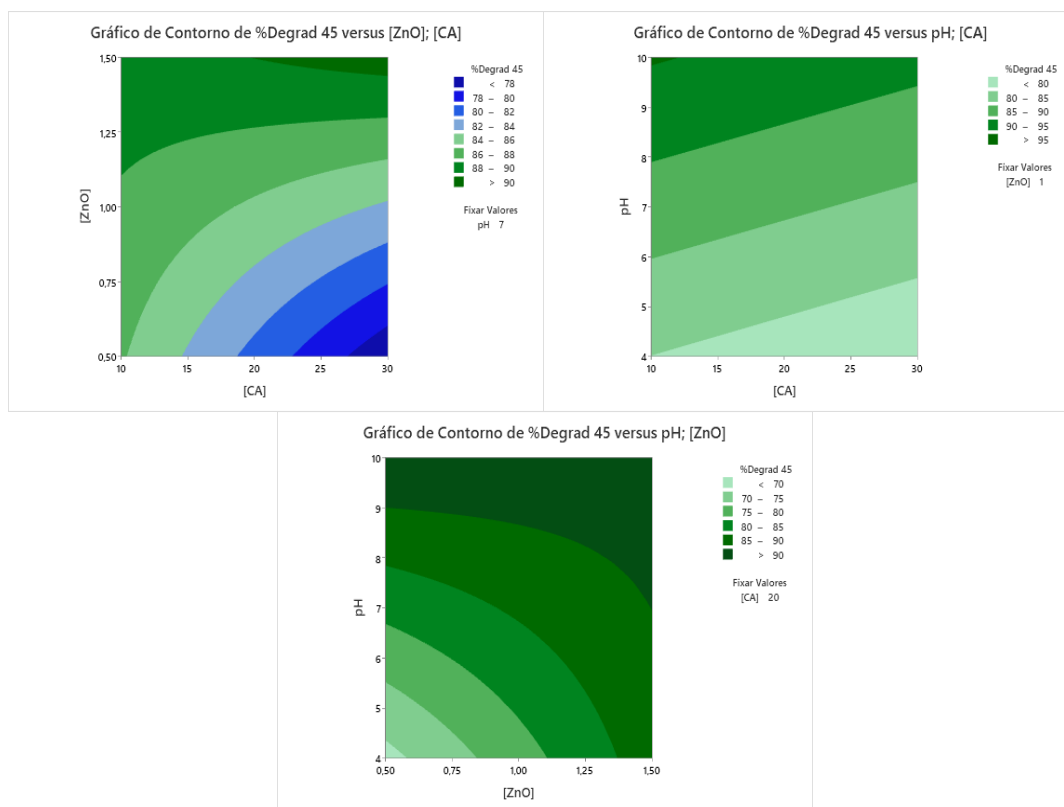 Gráfico de Contorno de %Degrad 45 versus [ZnO]; [CA]
1,50
1,25
1,00
0,75
0,50
[ZnO]
10 15 20 25 30
[CA]
%Degrad 45
< 78
78 – 80
80 – 82
82 – 84
84 – 86
86 – 88
88 – 90
> 90
Fixar Valores
pH 7
Gráfico de Contorno de %Degrad 45 versus pH; [CA]
10
9
8
7
6
5
4
pH
10 15 20 25 30
[CA]
%Degrad 45
< 80
80 – 85
85 – 90
90 – 95
> 95
Fixar Valores
[ZnO] 1
Gráfico de Contorno de %Degrad 45 versus pH; [ZnO]
10
9
8
7
6
5
4
pH
0,50 0,75 1,00 1,25 1,50
[ZnO]
%Degrad 45
< 70
70 – 75
75 – 80
80 – 85
85 – 90
> 90
Fixar Valores
[CA] 20